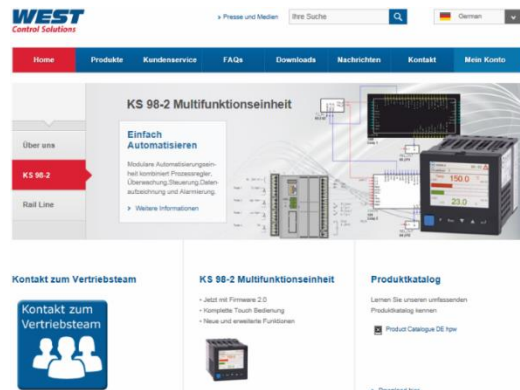 WEST
Control Solutions
Presse und Medien
Ihre Suche
German
Home
Produkte
Kundenservice
FAQs
Downloads
Nachrichten
Kontakt
Mein Konto
Über uns
KS 98-2
Rail Line
KS 98-2 Multifunktionseinheit
Einfach
Automatisieren
Modulare Automatisierungsein-
heit kombiniert Prozessregler,
Überwachung,Steuerung,Daten-
aufzeichnung und Alarmierung.
Weitere Informationen
150.0
23.0
Kontakt zum Vertriebsteam
Kontakt zum
Vertriebsteam
KS 98-2 Multifunktionseinheit
- Jetzt mit Firmware 2.0
- Komplette Touch Bedienung
- Neue und erweiterte Funktionen
Produktkatalog
Lernen Sie unseren umfassenden
Produktkatalog kennen
Product Catalogue DE hpw